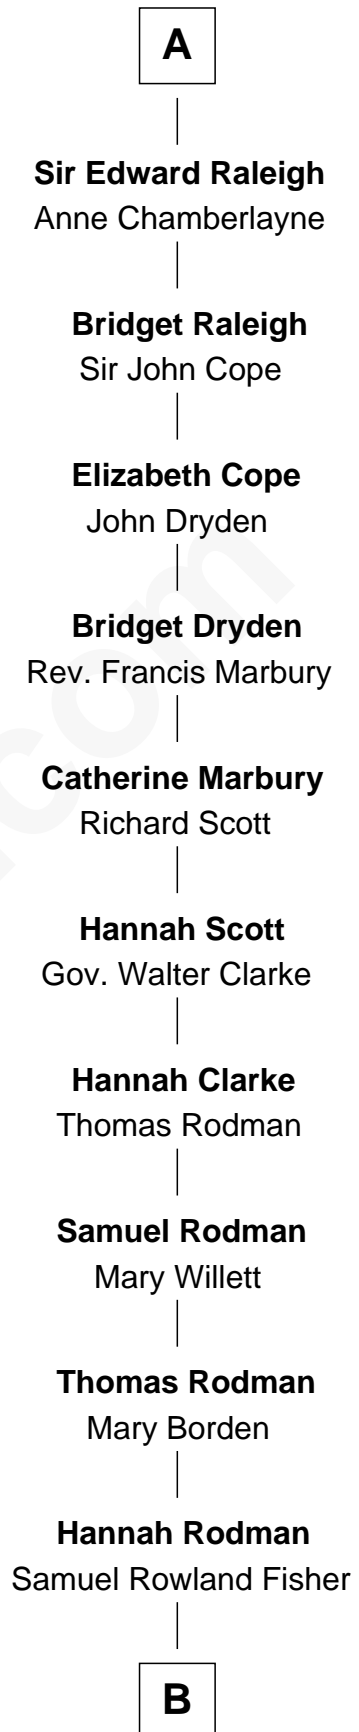 A
Sir Edward Raleigh
Anne Chamberlayne
Bridget Raleigh
Sir John Cope
Elizabeth Cope
John Dryden
Bridget Dryden
Rev. Francis Marbury
Catherine Marbury
Richard Scott
Hannah Scott
Gov. Walter Clarke
Hannah Clarke
Thomas Rodman
Samuel Rodman
Mary Willett
Thomas Rodman
Mary Borden
Hannah Rodman
Samuel Rowland Fisher
B